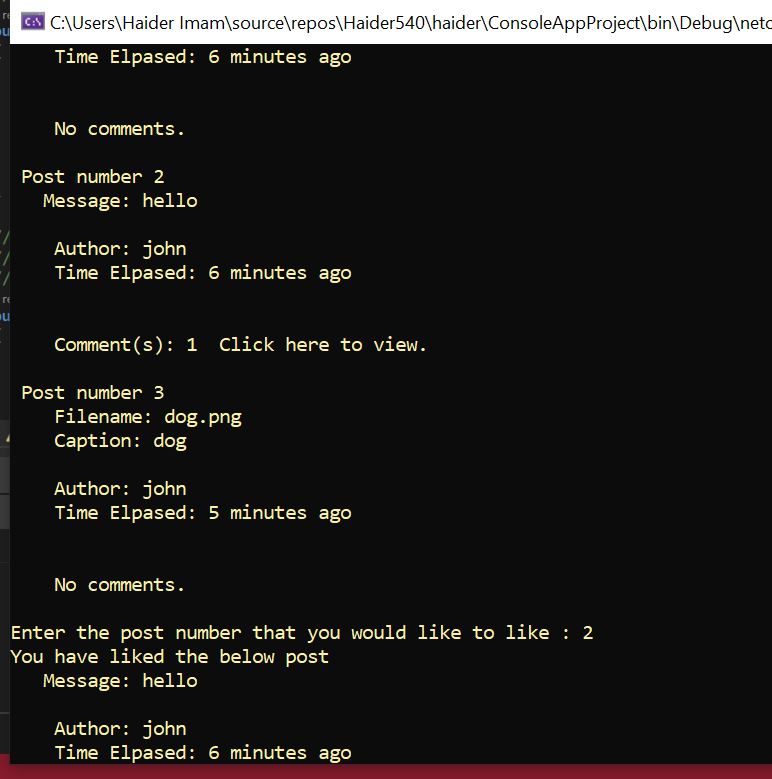 C:\Users\Haider Imam\source\repos\Haider540\haider\ConsoleAppProject\bin\Debug\netc
Time Elpased: 6 minutes ago
No comments.
Post number 2
Message: hello
Author: john
Time Elpased: 6 minutes ago
Comment(s): 1  Click here to view.
Post number 3
Filename: dog.png
Caption: dog
Author: john
Time Elpased: 5 minutes ago
No comments.
Enter the post number that you would like to like : 2
You have liked the below post
Message: hello
Author: john
Time Elpased: 6 minutes ago